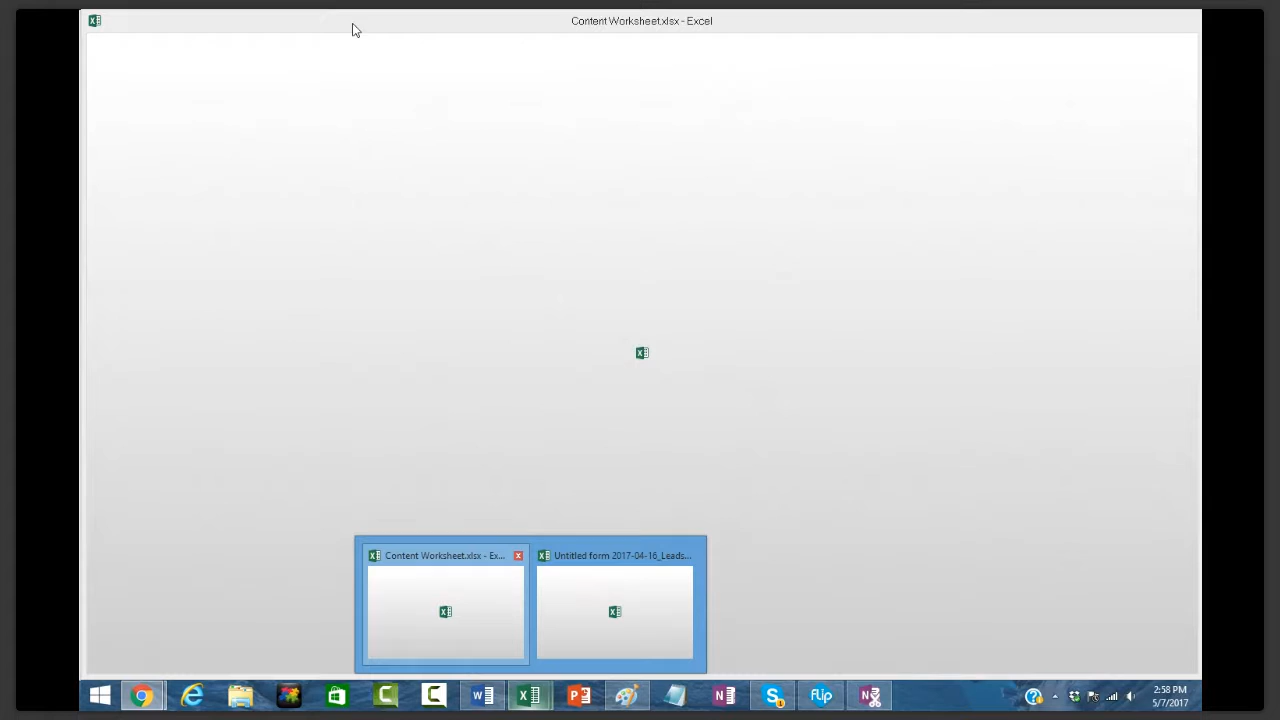 Content Worksheet.xlsx - Excel
Content Worksheet.xlsx - Ex...
Untitled form 2017-04-16_Leads...
FLIP
2:58 PM
5/7/2017